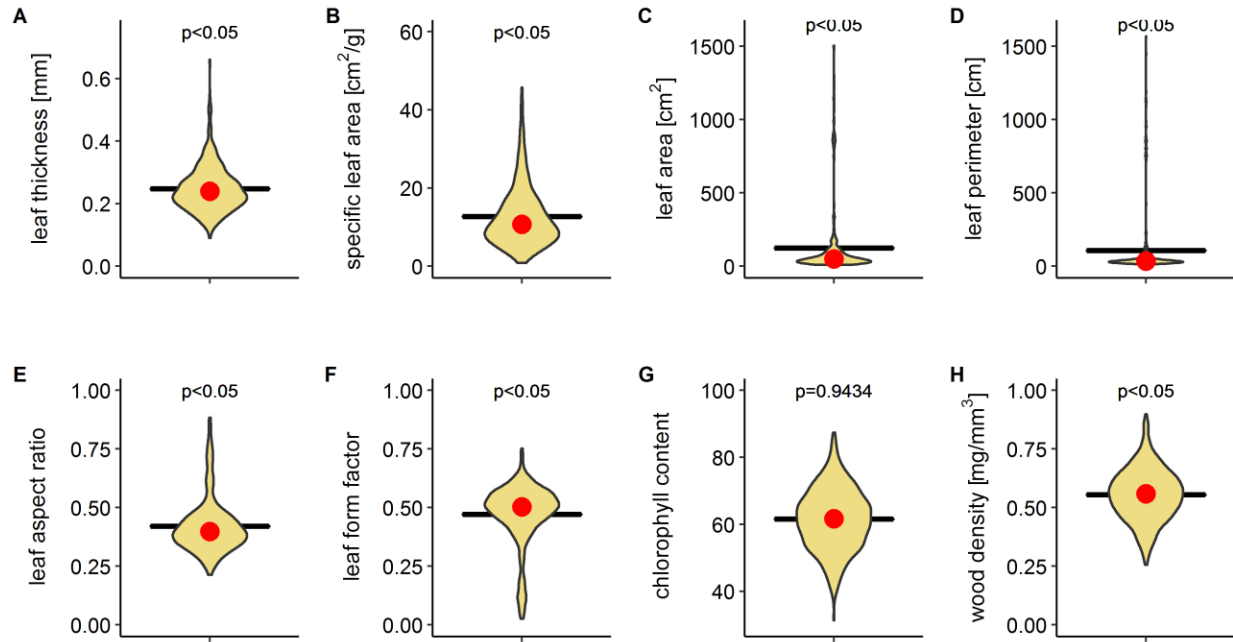 A
p<0.05
leaf thickness [mm]
0.6
0.4
0.2
0.0
B
p<0.05
specific leaf area [cm²/g]
60
40
20
0
C
p<0.05
leaf area [cm²]
1500
1000
500
0
D
p<0.05
leaf perimeter [cm]
1500
1000
500
0
E
p<0.05
leaf aspect ratio
1.00
0.75
0.50
0.25
0.00
F
p<0.05
leaf form factor
1.00
0.75
0.50
0.25
0.00
G
p=0.9434
chlorophyll content
100
80
60
40
H
p<0.05
wood density [mg/mm³]
1.00
0.75
0.50
0.25
0.00